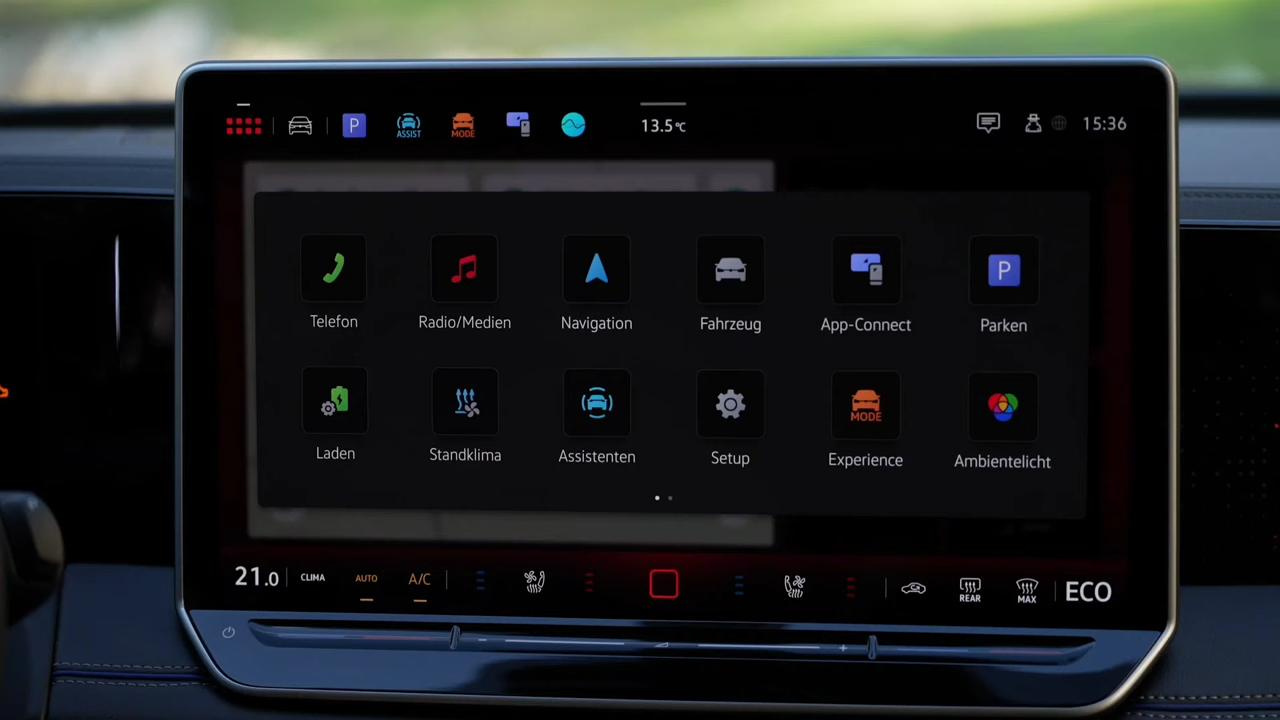 P ASSIST MODE 13.5°C 15:36
Telefon Radio/Medien Navigation Fahrzeug App-Connect P Parken
MODE
Laden Standklima Assistenten Setup Experience Ambientelicht
21.0 CLIMA AUTO A/C REAR MAX ECO